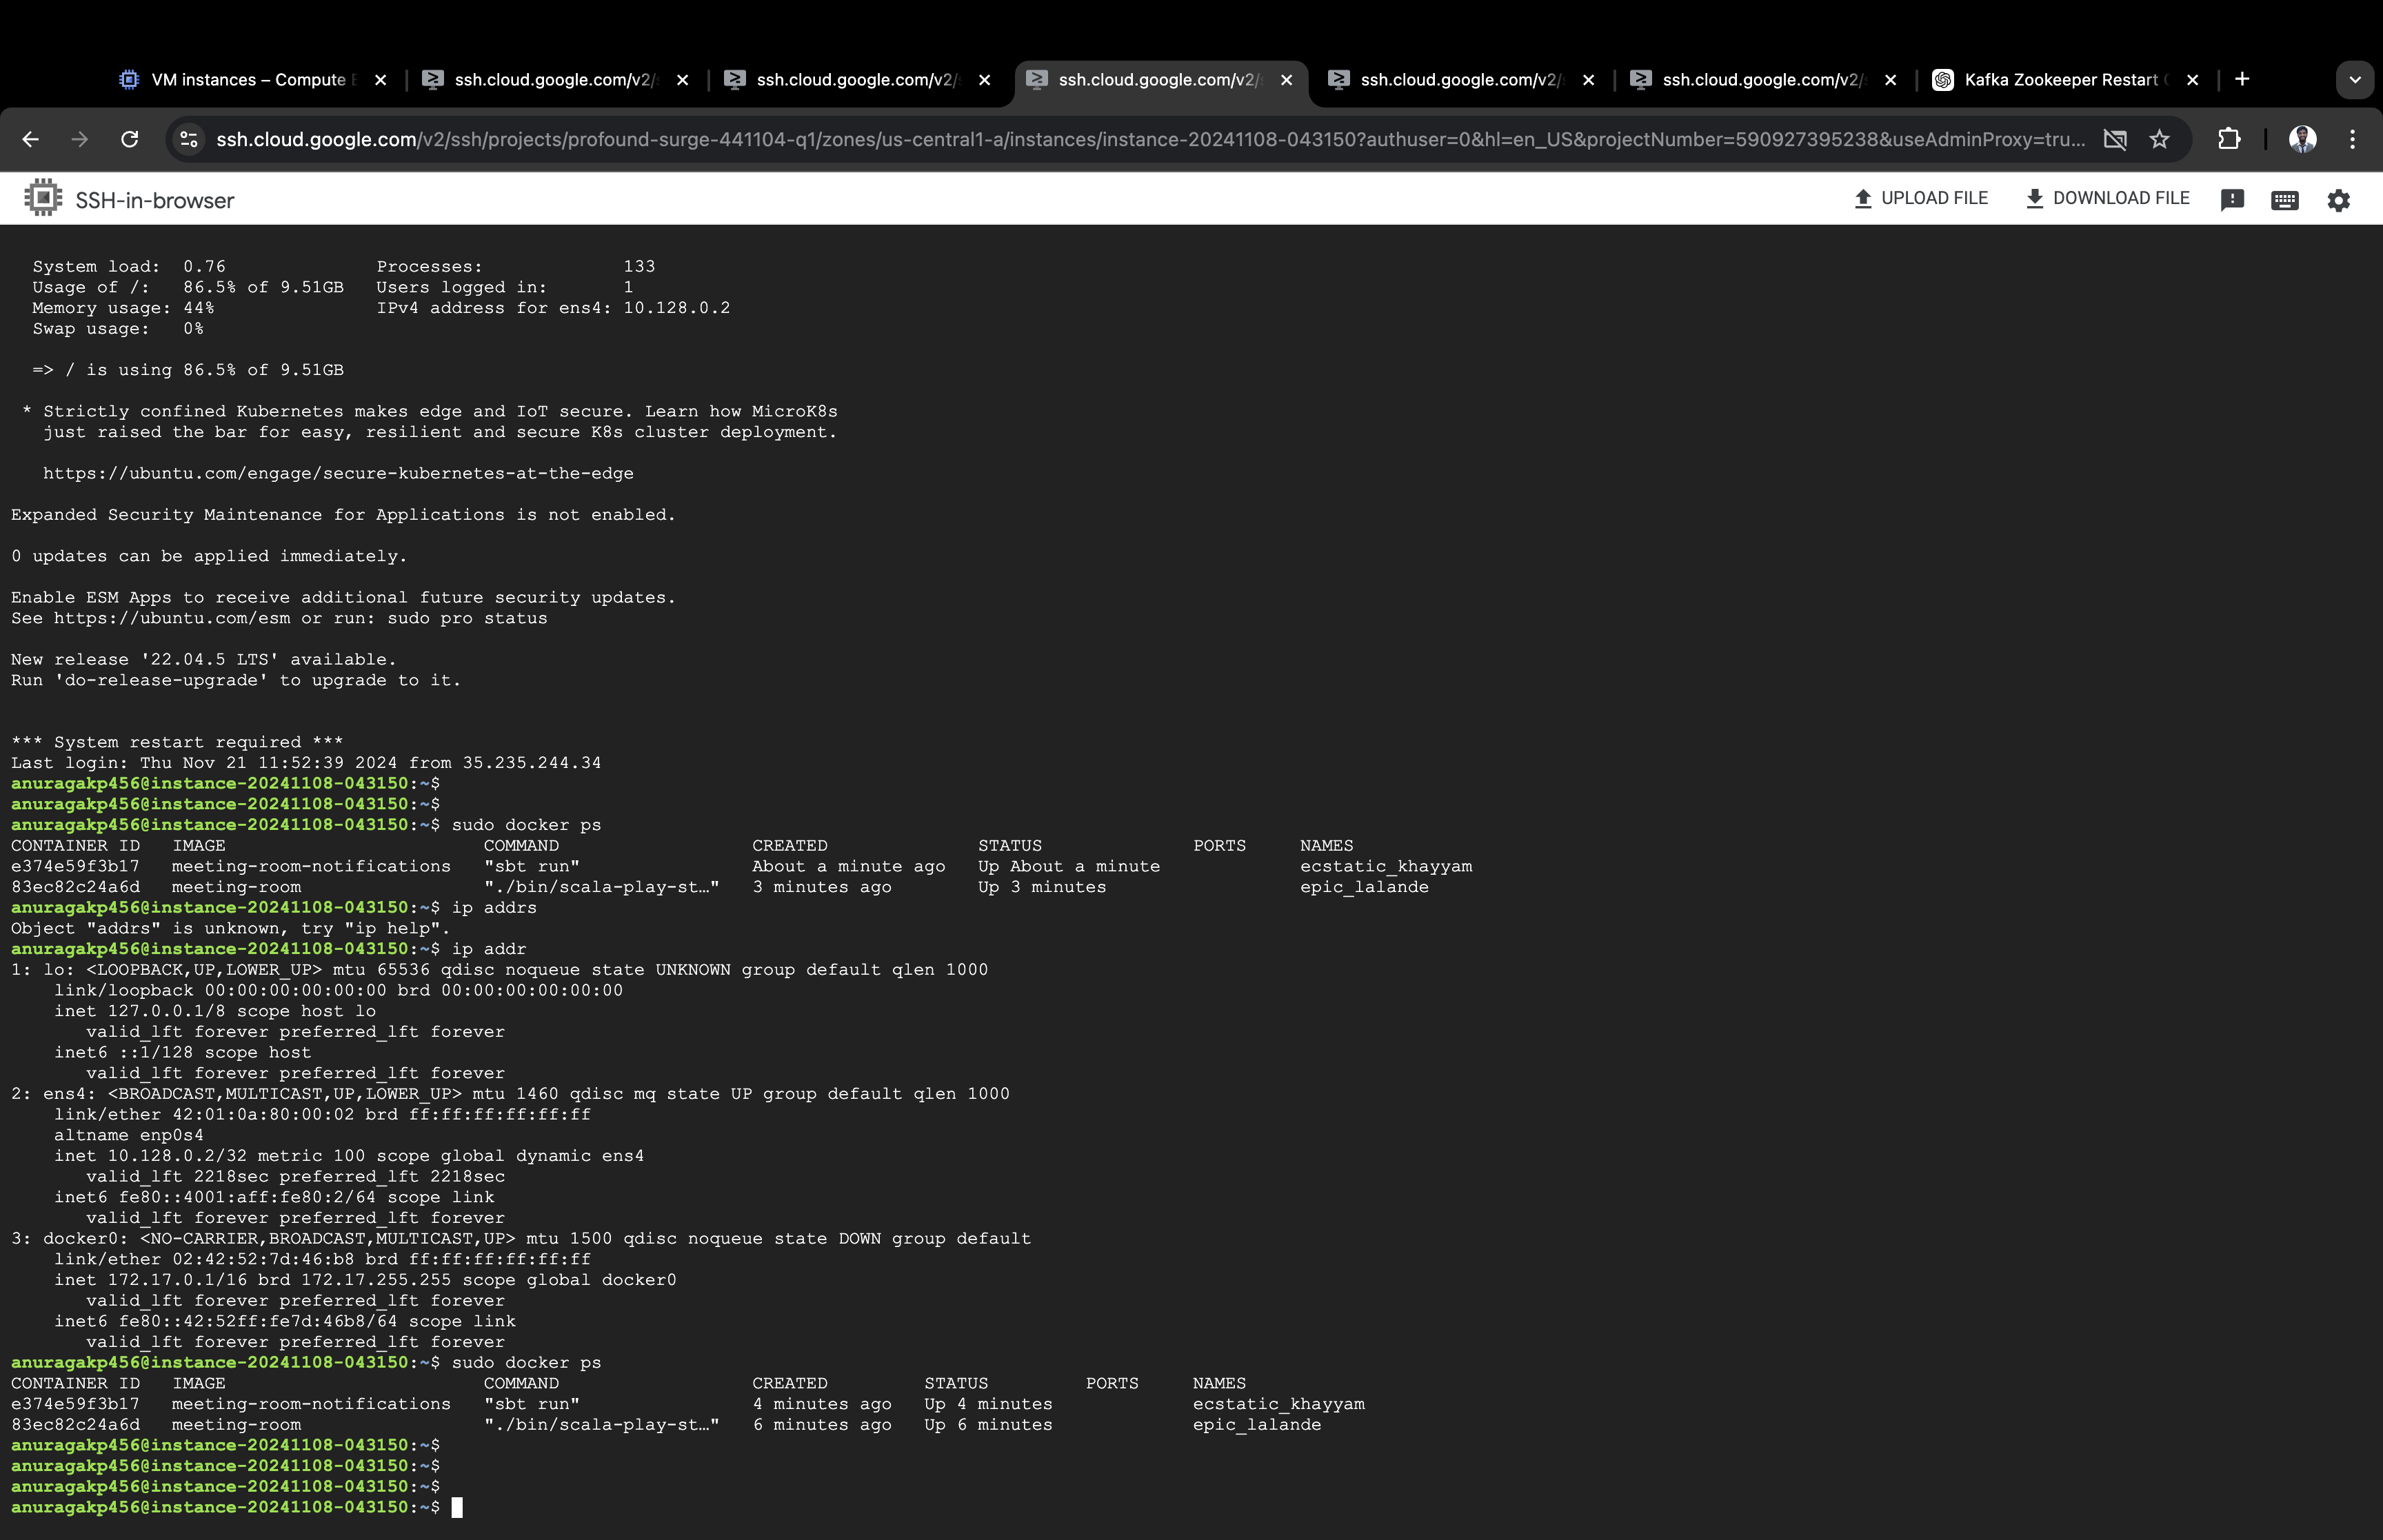 VM instances – Compute E
ssh.cloud.google.com/v2/s
ssh.cloud.google.com/v2/s
ssh.cloud.google.com/v2/s
ssh.cloud.google.com/v2/s
ssh.cloud.google.com/v2/s
Kafka Zookeeper Restart
ssh.cloud.google.com/v2/ssh/projects/profound-surge-441104-q1/zones/us-central1-a/instances/instance-20241108-043150?authuser=0&hl=en_US&projectNumber=590927395238&useAdminProxy=tru...
SSH-in-browser
UPLOAD FILE
DOWNLOAD FILE
System load: 0.76 Processes: 133
Usage of /: 86.5% of 9.51GB Users logged in: 1
Memory usage: 44% IPv4 address for ens4: 10.128.0.2
Swap usage: 0%
=> / is using 86.5% of 9.51GB
* Strictly confined Kubernetes makes edge and IoT secure. Learn how MicroK8s
just raised the bar for easy, resilient and secure K8s cluster deployment.
https://ubuntu.com/engage/secure-kubernetes-at-the-edge
Expanded Security Maintenance for Applications is not enabled.
0 updates can be applied immediately.
Enable ESM Apps to receive additional future security updates.
See https://ubuntu.com/esm or run: sudo pro status
New release '22.04.5 LTS' available.
Run 'do-release-upgrade' to upgrade to it.
*** System restart required ***
Last login: Thu Nov 21 11:52:39 2024 from 35.235.244.34
anuragakp456@instance-20241108-043150:~$
anuragakp456@instance-20241108-043150:~$
anuragakp456@instance-20241108-043150:~$ sudo docker ps
CONTAINER ID IMAGE COMMAND CREATED STATUS PORTS NAMES
e374e59f3b17 meeting-room-notifications "sbt run" About a minute ago Up About a minute ecstatic_khayyam
83ec82c24a6d meeting-room "./bin/scala-play-st…" 3 minutes ago Up 3 minutes epic_lalande
anuragakp456@instance-20241108-043150:~$ ip addrs
Object "addrs" is unknown, try "ip help".
anuragakp456@instance-20241108-043150:~$ ip addr
1: lo: <LOOPBACK,UP,LOWER_UP> mtu 65536 qdisc noqueue state UNKNOWN group default qlen 1000
link/loopback 00:00:00:00:00:00 brd 00:00:00:00:00:00
inet 127.0.0.1/8 scope host lo
valid_lft forever preferred_lft forever
inet6 ::1/128 scope host
valid_lft forever preferred_lft forever
2: ens4: <BROADCAST,MULTICAST,UP,LOWER_UP> mtu 1460 qdisc mq state UP group default qlen 1000
link/ether 42:01:0a:80:00:02 brd ff:ff:ff:ff:ff:ff
altname enp0s4
inet 10.128.0.2/32 metric 100 scope global dynamic ens4
valid_lft 2218sec preferred_lft 2218sec
inet6 fe80::4001:aff:fe80:2/64 scope link
valid_lft forever preferred_lft forever
3: docker0: <NO-CARRIER,BROADCAST,MULTICAST,UP> mtu 1500 qdisc noqueue state DOWN group default
link/ether 02:42:52:7d:46:b8 brd ff:ff:ff:ff:ff:ff
inet 172.17.0.1/16 brd 172.17.255.255 scope global docker0
valid_lft forever preferred_lft forever
inet6 fe80::42:52ff:fe7d:46b8/64 scope link
valid_lft forever preferred_lft forever
anuragakp456@instance-20241108-043150:~$ sudo docker ps
CONTAINER ID IMAGE COMMAND CREATED STATUS PORTS NAMES
e374e59f3b17 meeting-room-notifications "sbt run" 4 minutes ago Up 4 minutes ecstatic_khayyam
83ec82c24a6d meeting-room "./bin/scala-play-st…" 6 minutes ago Up 6 minutes epic_lalande
anuragakp456@instance-20241108-043150:~$
anuragakp456@instance-20241108-043150:~$
anuragakp456@instance-20241108-043150:~$
anuragakp456@instance-20241108-043150:~$